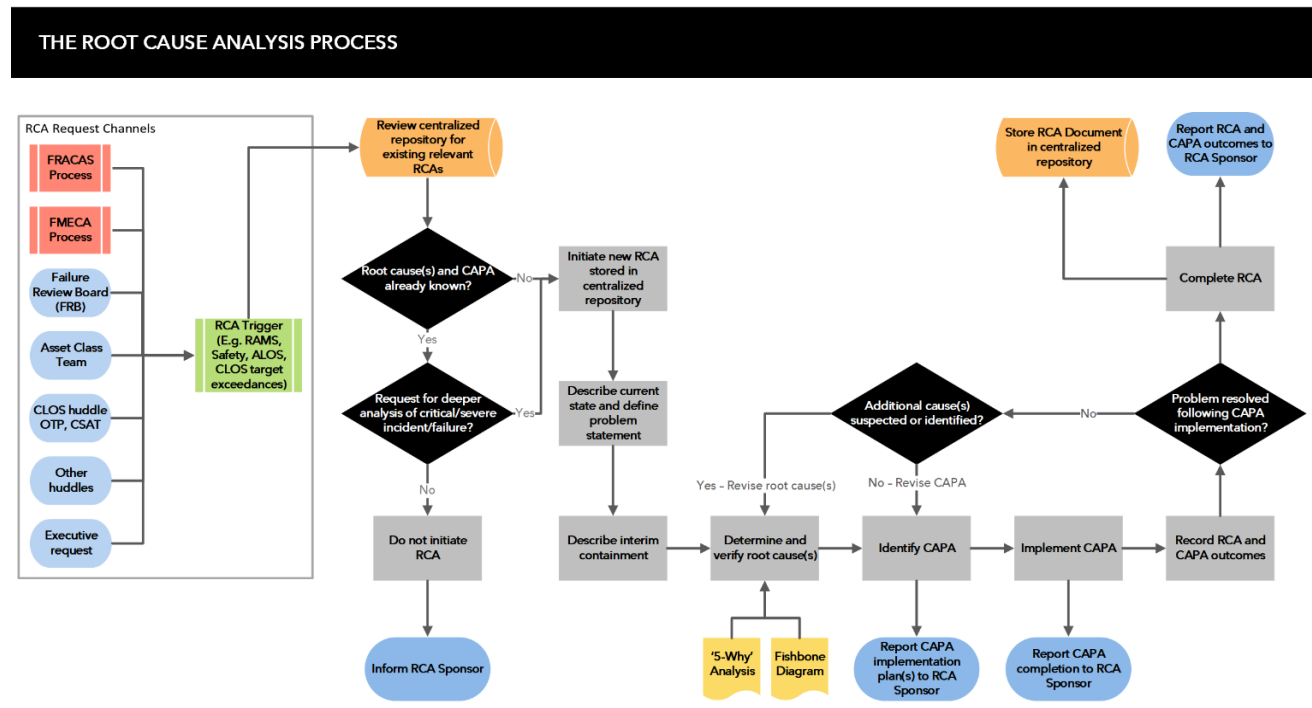 THE ROOT CAUSE ANALYSIS PROCESS
RCA Request Channels
FRACAS
Process
FMECA
Process
Failure
Review Board
(FRB)
Asset Class
Team
CLOS huddle
OTP, CSAT
Other
huddles
Executive
request
RCA Trigger
(E.g. RAMS,
Safety, ALOS,
CLOS target
exceedances)
Review centralized
repository for
existing relevant
RCAs
Root cause(s) and CAPA
already known?
No
Yes
Request for deeper
analysis of critical/severe
incident/failure?
Yes
No
Do not initiate
RCA
Inform RCA Sponsor
Initiate new RCA
stored in
centralized
repository
Describe current
state and define
problem
statement
Describe interim
containment
Determine and
verify root cause(s)
'5-Why'
Analysis
Fishbone
Diagram
Identify CAPA
Report CAPA
implementation
plan(s) to RCA
Sponsor
Implement CAPA
Report CAPA
completion to RCA
Sponsor
Record RCA and
CAPA outcomes
Problem resolved
following CAPA
implementation?
No
Additional cause(s)
suspected or identified?
Yes – Revise root cause(s)
No – Revise CAPA
Complete RCA
Store RCA Document
in centralized
repository
Report RCA and
CAPA outcomes to
RCA Sponsor